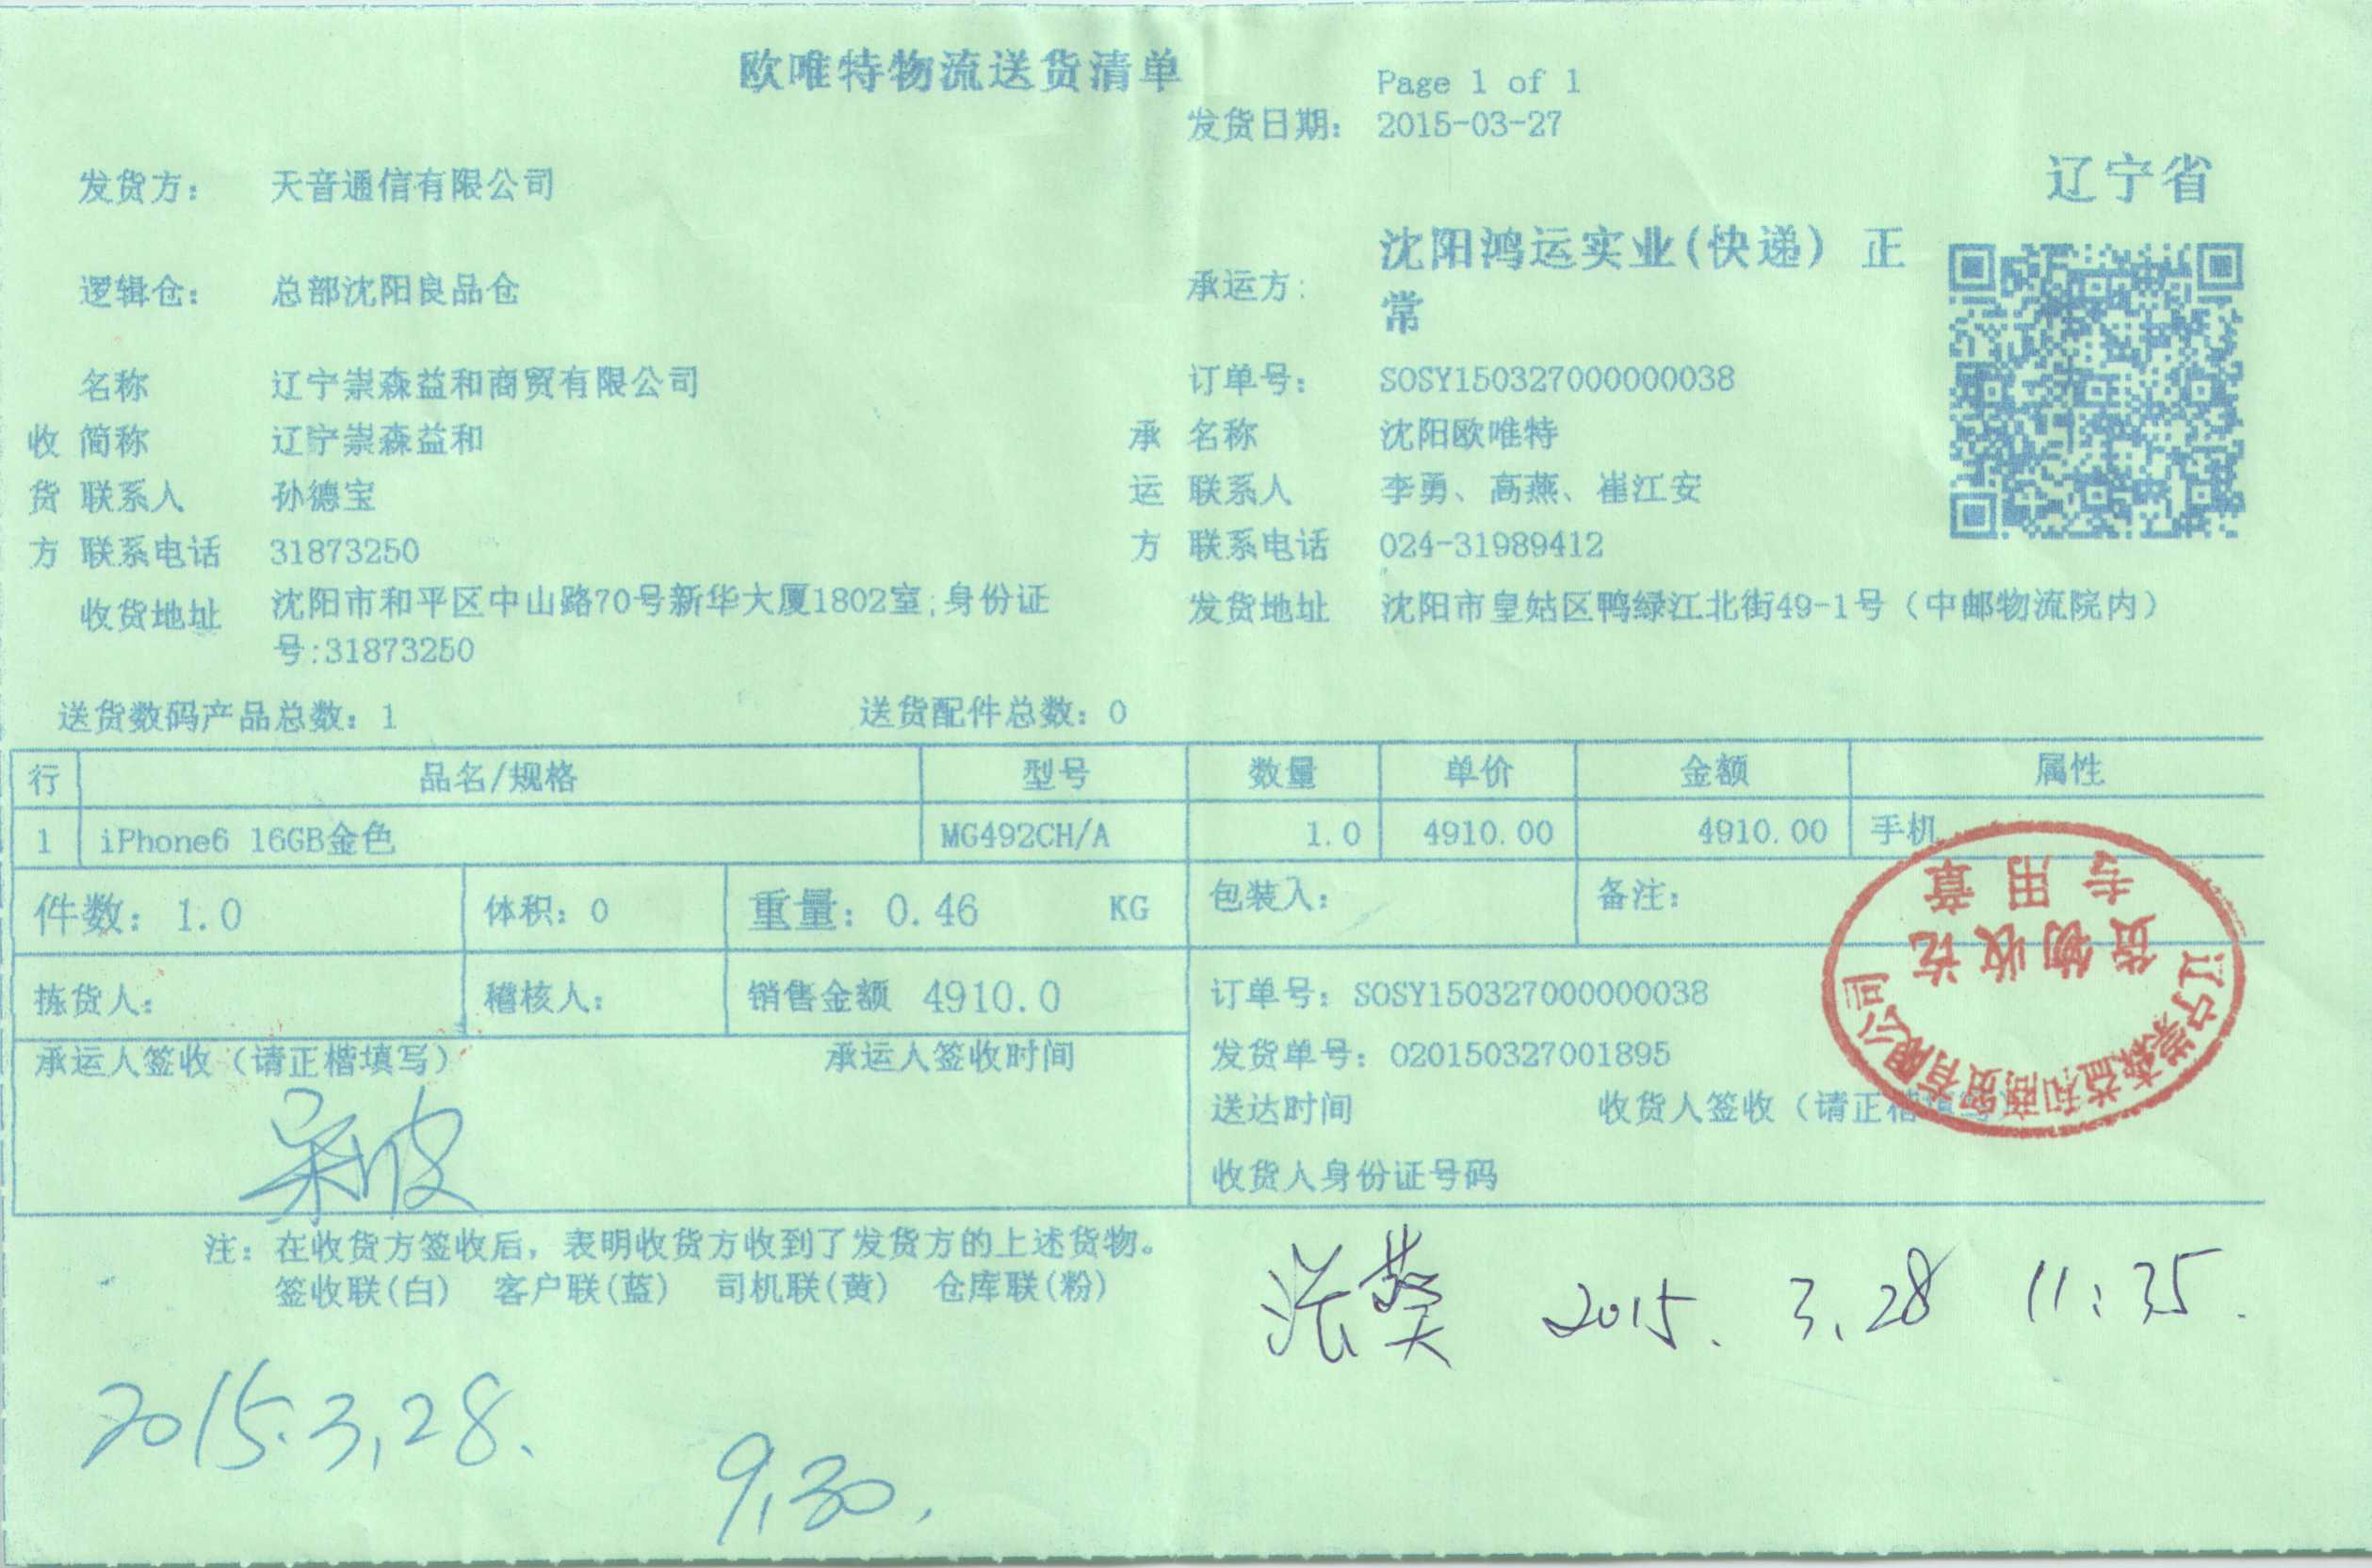 欧唯特物流送货清单
Page 1 of 1
发货日期: 2015-03-27
辽宁省
发货方: 天音通信有限公司
逻辑仓: 总部沈阳良品仓
承运方: 沈阳鸿运实业(快递) 正
常
名称 辽宁崇森益和商贸有限公司
订单号: SOSY150327000000038
收 简称 辽宁崇森益和
承 名称 沈阳欧唯特
货 联系人 孙德宝
运 联系人 李勇、高燕、崔江安
方 联系电话 31873250
方 联系电话 024-31989412
收货地址 沈阳市和平区中山路70号新华大厦1802室;身份证
号:31873250
发货地址 沈阳市皇姑区鸭绿江北街49-1号（中邮物流院内）
送货数码产品总数: 1 送货配件总数: 0
行 品名/规格 型号 数量 单价 金额 属性
1 iPhone6 16GB金色 MG492CH/A 1.0 4910.00 4910.00 手机
件数: 1.0 体积: 0 重量: 0.46 KG 包装入: 备注:
拣货人: 稽核人: 销售金额 4910.0
订单号: SOSY150327000000038
承运人签收（请正楷填写） 承运人签收时间
发货单号: 020150327001895
送达时间 收货人签收（请正楷填写
收货人身份证号码
辽宁崇森益和商贸有限公司
货物收讫
专用章
注: 在收货方签收后, 表明收货方收到了发货方的上述货物。
签收联(白) 客户联(蓝) 司机联(黄) 仓库联(粉)
2015. 3.28 11:35.
2015.3,28.
9,30.